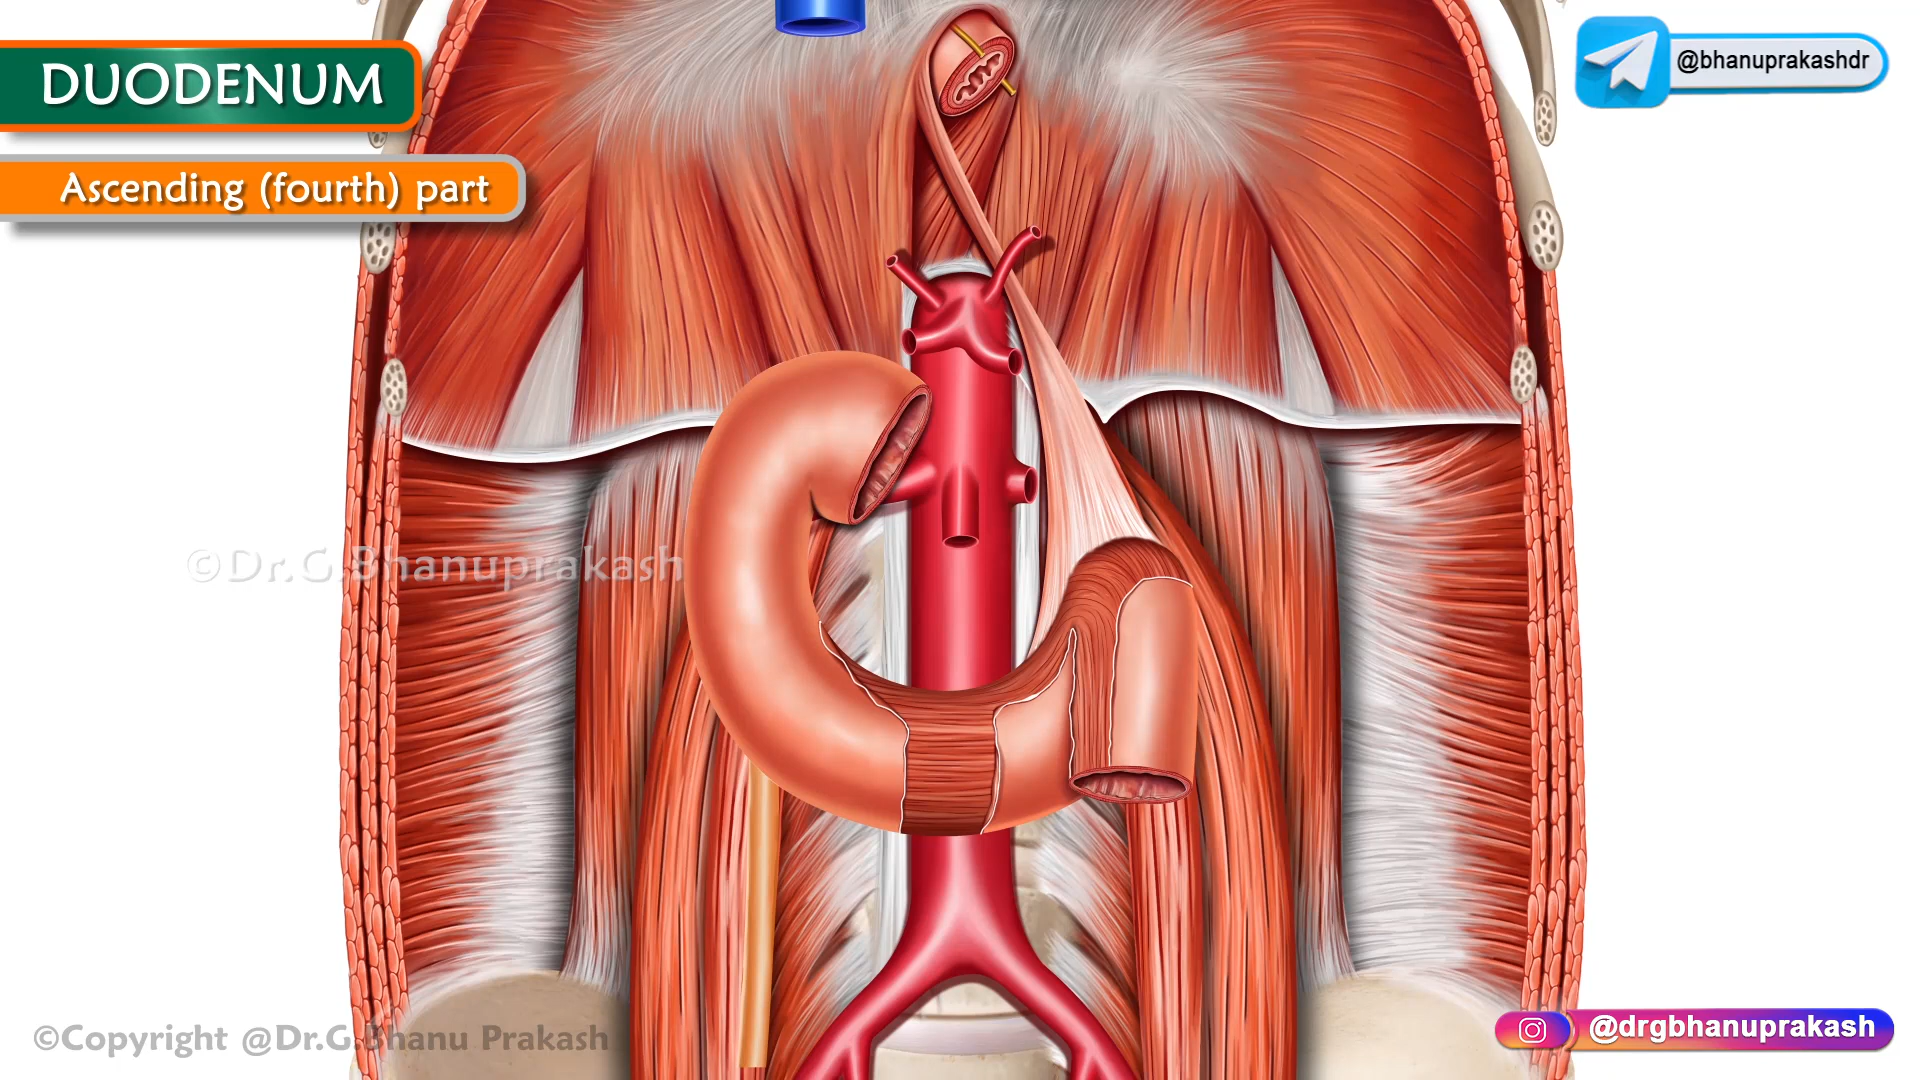 DUODENUM
Ascending (fourth) part
@bhanuprakashdr
©Dr.G.Bhanuprakash
©Copyright @Dr.G.Bhanu Prakash
@drgbhanuprakash